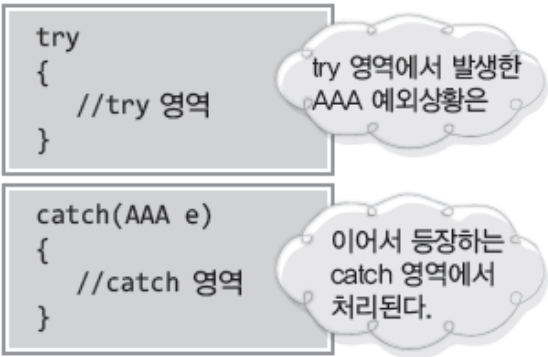 try
{
//try 영역
}
try 영역에서 발생한
AAA 예외상황은
catch(AAA e)
{
//catch 영역
}
이어서 등장하는
catch 영역에서
처리된다.